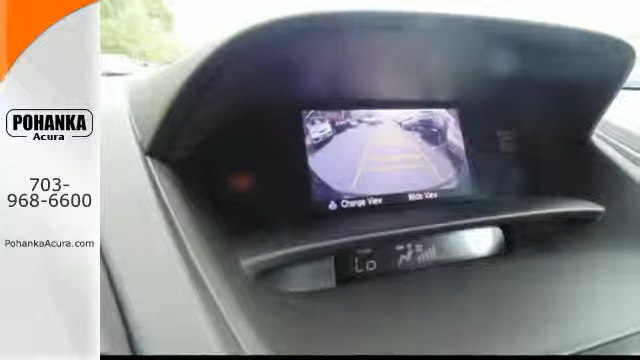 POHANKA
Acura
703-
968-6600
PohankaAcura.com
Change View
Wide View
Lo